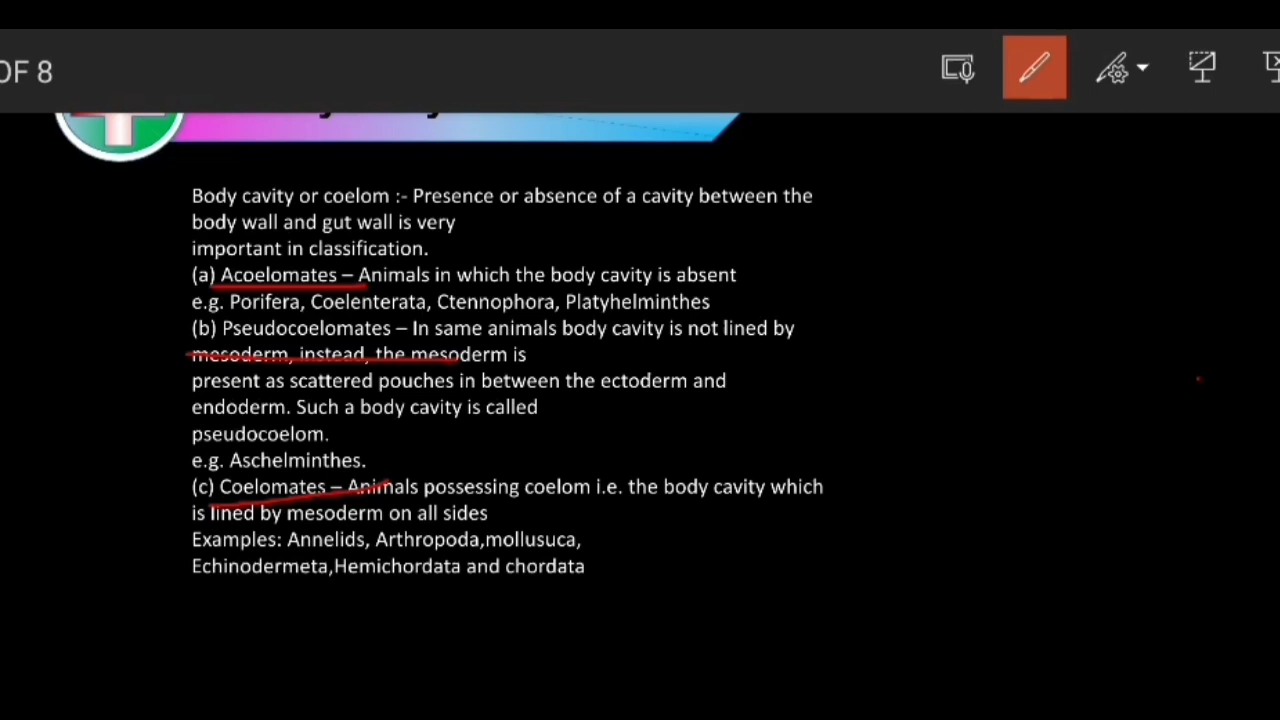 OF 8
Body cavity or coelom :- Presence or absence of a cavity between the
body wall and gut wall is very
important in classification.
(a) Acoelomates – Animals in which the body cavity is absent
e.g. Porifera, Coelenterata, Ctennophora, Platyhelminthes
(b) Pseudocoelomates – In same animals body cavity is not lined by
mesoderm, instead, the mesoderm is
present as scattered pouches in between the ectoderm and
endoderm. Such a body cavity is called
pseudocoelom.
e.g. Aschelminthes.
(c) Coelomates – Animals possessing coelom i.e. the body cavity which
is lined by mesoderm on all sides
Examples: Annelids, Arthropoda,mollusuca,
Echinodermeta,Hemichordata and chordata